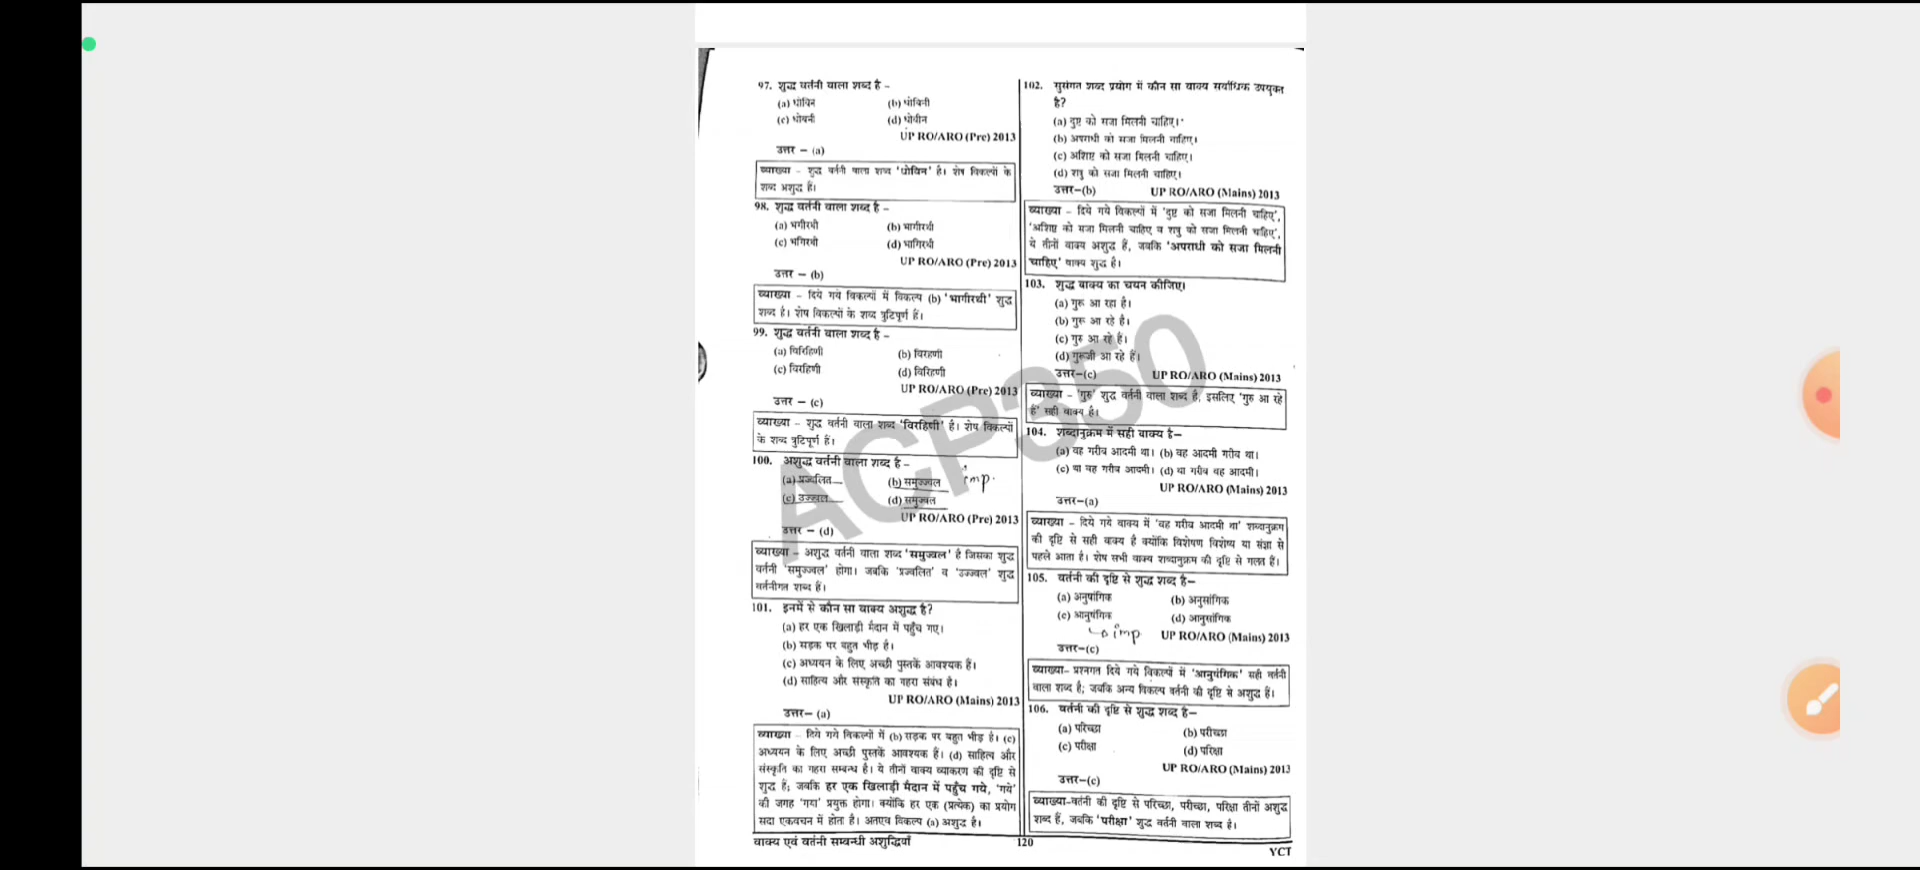 97. शुद्ध वर्तनी वाला शब्द है –
(a) धोबिन (b) धोबिनी
(c) धोबनी (d) धोबीन
UP RO/ARO (Pre) 2013
उत्तर – (a)
व्याख्या – शुद्ध वर्तनी वाला शब्द 'धोबिन' है। शेष विकल्पों के
शब्द अशुद्ध हैं।
98. शुद्ध वर्तनी वाला शब्द है –
(a) भगीरथी (b) भागीरथी
(c) भगिरथी (d) भागिरथी
UP RO/ARO (Pre) 2013
उत्तर – (b)
व्याख्या – दिये गये विकल्पों में विकल्प (b) 'भागीरथी' शुद्ध
शब्द है। शेष विकल्पों के शब्द त्रुटिपूर्ण हैं।
99. शुद्ध वर्तनी वाला शब्द है –
(a) विरिहिणी (b) विरहणी
(c) विरहिणी (d) विरिहणी
UP RO/ARO (Pre) 2013
उत्तर – (c)
व्याख्या – शुद्ध वर्तनी वाला शब्द 'विरहिणी' है। शेष विकल्पों
के शब्द त्रुटिपूर्ण हैं।
100. अशुद्ध वर्तनी वाला शब्द है –
(a) प्रज्वलित (b) समुज्ज्वल imp.
(c) उज्ज्वल (d) समुज्वल
UP RO/ARO (Pre) 2013
उत्तर – (d)
व्याख्या – अशुद्ध वर्तनी वाला शब्द 'समुज्वल' है जिसका शुद्ध
वर्तनी 'समुज्ज्वल' होगा। जबकि 'प्रज्वलित' व 'उज्ज्वल' शुद्ध
वर्तनीगत शब्द हैं।
101. इनमें से कौन सा वाक्य अशुद्ध है?
(a) हर एक खिलाड़ी मैदान में पहुँच गए।
(b) सड़क पर बहुत भीड़ है।
(c) अध्ययन के लिए अच्छी पुस्तकें आवश्यक हैं।
(d) साहित्य और संस्कृति का गहरा संबंध है।
UP RO/ARO (Mains) 2013
उत्तर– (a)
व्याख्या – दिये गये विकल्पों में (b) सड़क पर बहुत भीड़ है। (c)
अध्ययन के लिए अच्छी पुस्तकें आवश्यक हैं। (d) साहित्य और
संस्कृति का गहरा सम्बन्ध है। ये तीनों वाक्य व्याकरण की दृष्टि से
शुद्ध हैं, जबकि हर एक खिलाड़ी मैदान में पहुँच गये, 'गये'
की जगह 'गया' प्रयुक्त होगा। क्योंकि हर एक (प्रत्येक) का प्रयोग
सदा एकवचन में होता है। अतएव विकल्प (a) अशुद्ध है।
102. सुसंगत शब्द प्रयोग में कौन सा वाक्य सर्वाधिक उपयुक्त
है?
(a) दुष्ट को सजा मिलनी चाहिए।
(b) अपराधी को सजा मिलनी चाहिए।
(c) अशिष्ट को सजा मिलनी चाहिए।
(d) शत्रु को सजा मिलनी चाहिए।
उत्तर–(b) UP RO/ARO (Mains) 2013
व्याख्या – दिये गये विकल्पों में 'दुष्ट को सजा मिलनी चाहिए',
'अशिष्ट को सजा मिलनी चाहिए व शत्रु को सजा मिलनी चाहिए',
ये तीनों वाक्य अशुद्ध हैं, जबकि 'अपराधी को सजा मिलनी
चाहिए' वाक्य शुद्ध है।
103. शुद्ध वाक्य का चयन कीजिए।
(a) गुरू आ रहा है।
(b) गुरू आ रहे है।
(c) गुरु आ रहे हैं।
(d) गुरूजी आ रहे हैं।
उत्तर–(c) UP RO/ARO (Mains) 2013
व्याख्या – 'गुरु' शुद्ध वर्तनी वाला शब्द है, इसलिए 'गुरु आ रहे
हैं' सही वाक्य है।
104. शब्दानुक्रम में सही वाक्य है–
(a) वह गरीब आदमी था। (b) वह आदमी गरीब था।
(c) था वह गरीब आदमी। (d) था गरीब वह आदमी।
UP RO/ARO (Mains) 2013
उत्तर–(a)
व्याख्या – दिये गये वाक्य में 'वह गरीब आदमी था' शब्दानुक्रम
की दृष्टि से सही वाक्य है क्योंकि विशेषण विशेष्य या संज्ञा से
पहले आता है। शेष सभी वाक्य शब्दानुक्रम की दृष्टि से गलत हैं।
105. वर्तनी की दृष्टि से शुद्ध शब्द है–
(a) अनुषांगिक (b) अनुसांगिक
(c) आनुषंगिक (d) आनुसांगिक
imp UP RO/ARO (Mains) 2013
उत्तर–(c)
व्याख्या– प्रश्नगत दिये गये विकल्पों में 'आनुषंगिक' सही वर्तनी
वाला शब्द है; जबकि अन्य विकल्प वर्तनी की दृष्टि से अशुद्ध हैं।
106. वर्तनी की दृष्टि से शुद्ध शब्द है–
(a) परिच्छा (b) परीच्छा
(c) परीक्षा (d) परिक्षा
UP RO/ARO (Mains) 2013
उत्तर–(c)
व्याख्या–वर्तनी की दृष्टि से परिच्छा, परीच्छा, परिक्षा तीनों अशुद्ध
शब्द हैं, जबकि 'परीक्षा' शुद्ध वर्तनी वाला शब्द है।
वाक्य एवं वर्तनी सम्बन्धी अशुद्धियाँ 120 YCT
ACP350